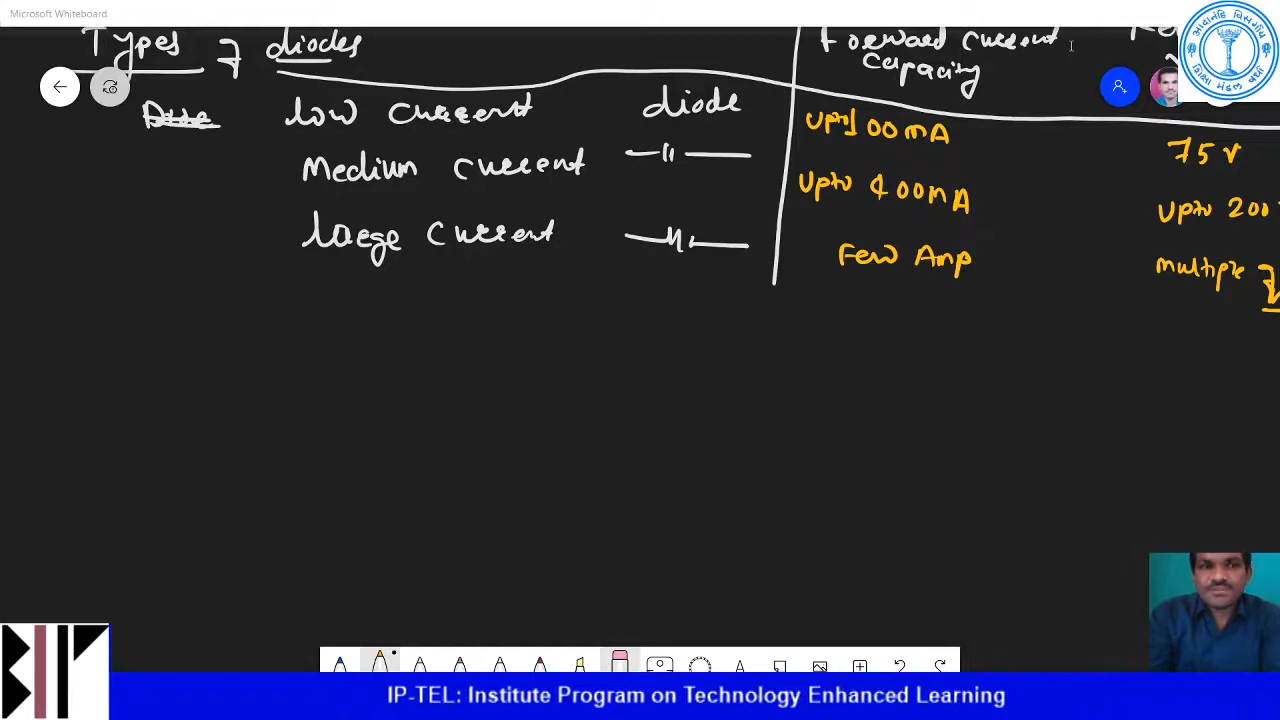 Microsoft Whiteboard
Types of diodes
Forward current
capacity
low current diode
upto 100mA
75 V
Medium current
upto 400mA
upto 200
large current
Few Amp
multiple of
IP-TEL: Institute Program on Technology Enhanced Learning